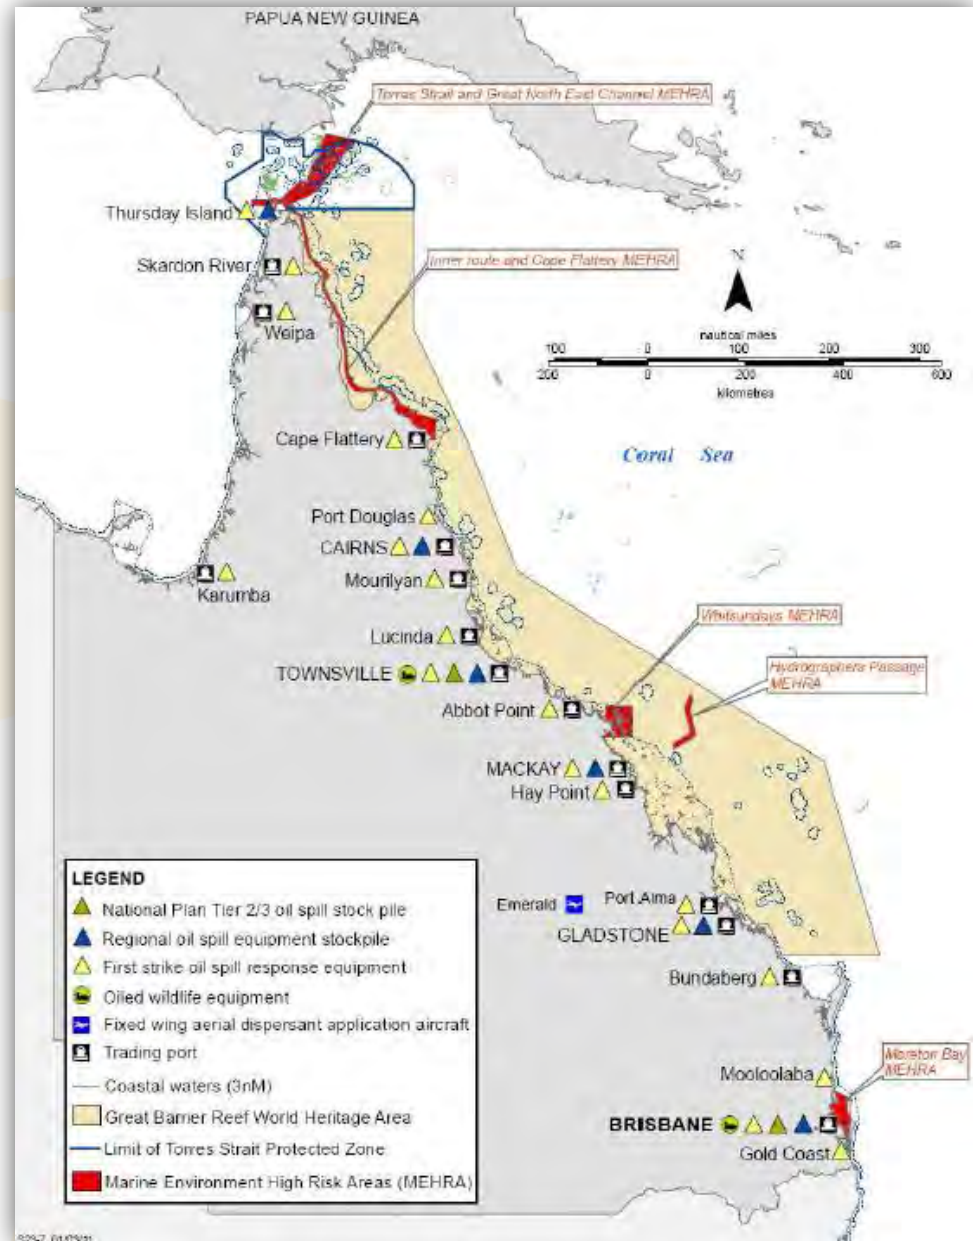 PAPUA NEW GUINEA
Torres Strait and Great North East Channel MEHRA
Thursday Island
Skardon River
Inner route and Cape Flattery MEHRA
N
Weipa
nautical miles
100 0 100 200 300
200 0 200 400 600
kilometres
Cape Flattery
Coral Sea
Port Douglas
CAIRNS
Karumba
Mourilyan
Whitsundays MEHRA
Lucinda
Hydrographers Passage
MEHRA
TOWNSVILLE
Abbot Point
MACKAY
Hay Point
LEGEND
National Plan Tier 2/3 oil spill stock pile
Regional oil spill equipment stockpile
First strike oil spill response equipment
Oiled wildlife equipment
Fixed wing aerial dispersant application aircraft
Trading port
Coastal waters (3nM)
Great Barrier Reef World Heritage Area
Limit of Torres Strait Protected Zone
Marine Environment High Risk Areas (MEHRA)
Emerald
Port Alma
GLADSTONE
Bundaberg
Moreton Bay
MEHRA
Mooloolaba
BRISBANE
Gold Coast